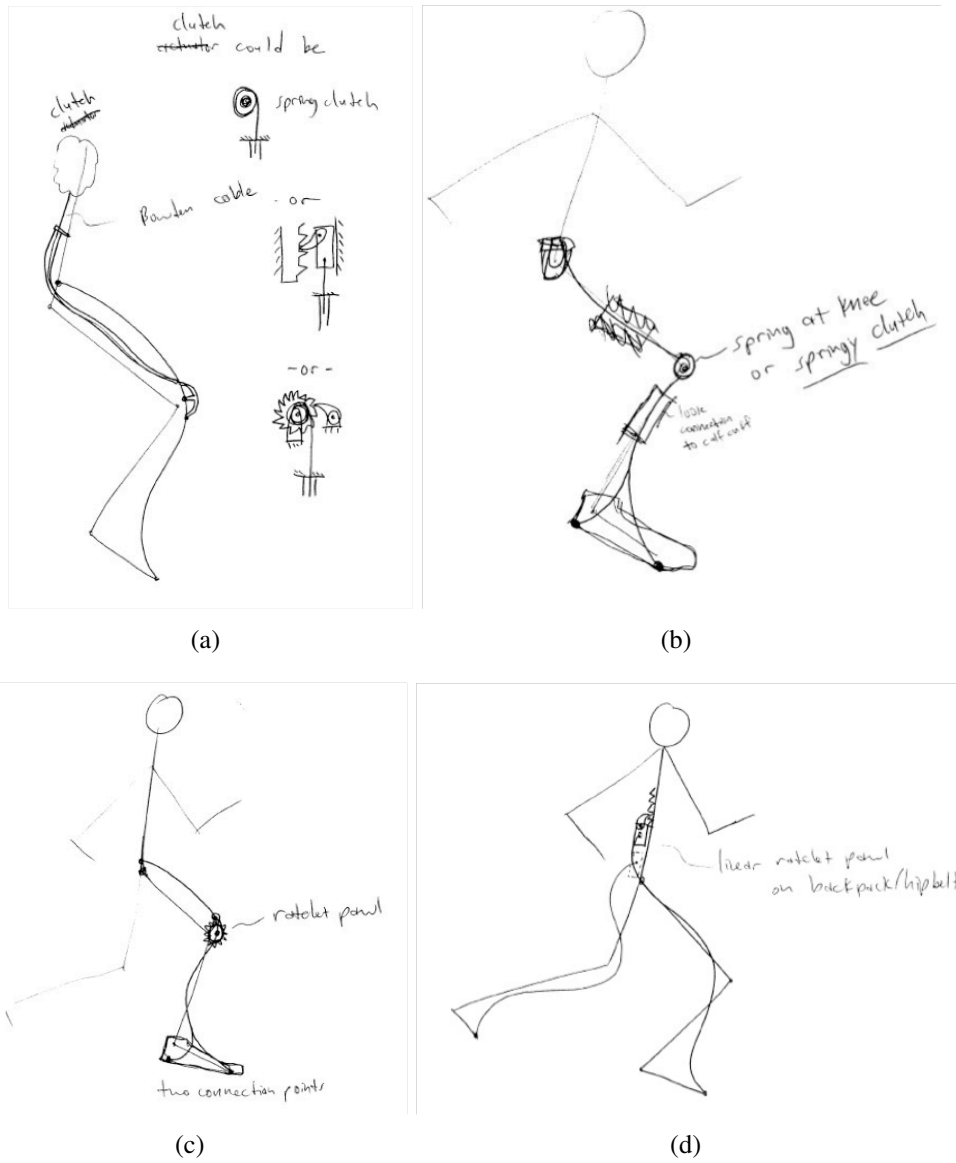 clutch
actuator could be
clutch
actuator
spring clutch
Bowden cable
- or -
- or -
(a)
spring at knee
or springy clutch
loose
connection
to calf cuff
(b)
ratchet pawl
two connection points
(c)
linear ratchet pawl
on backpack/hipbelt
(d)